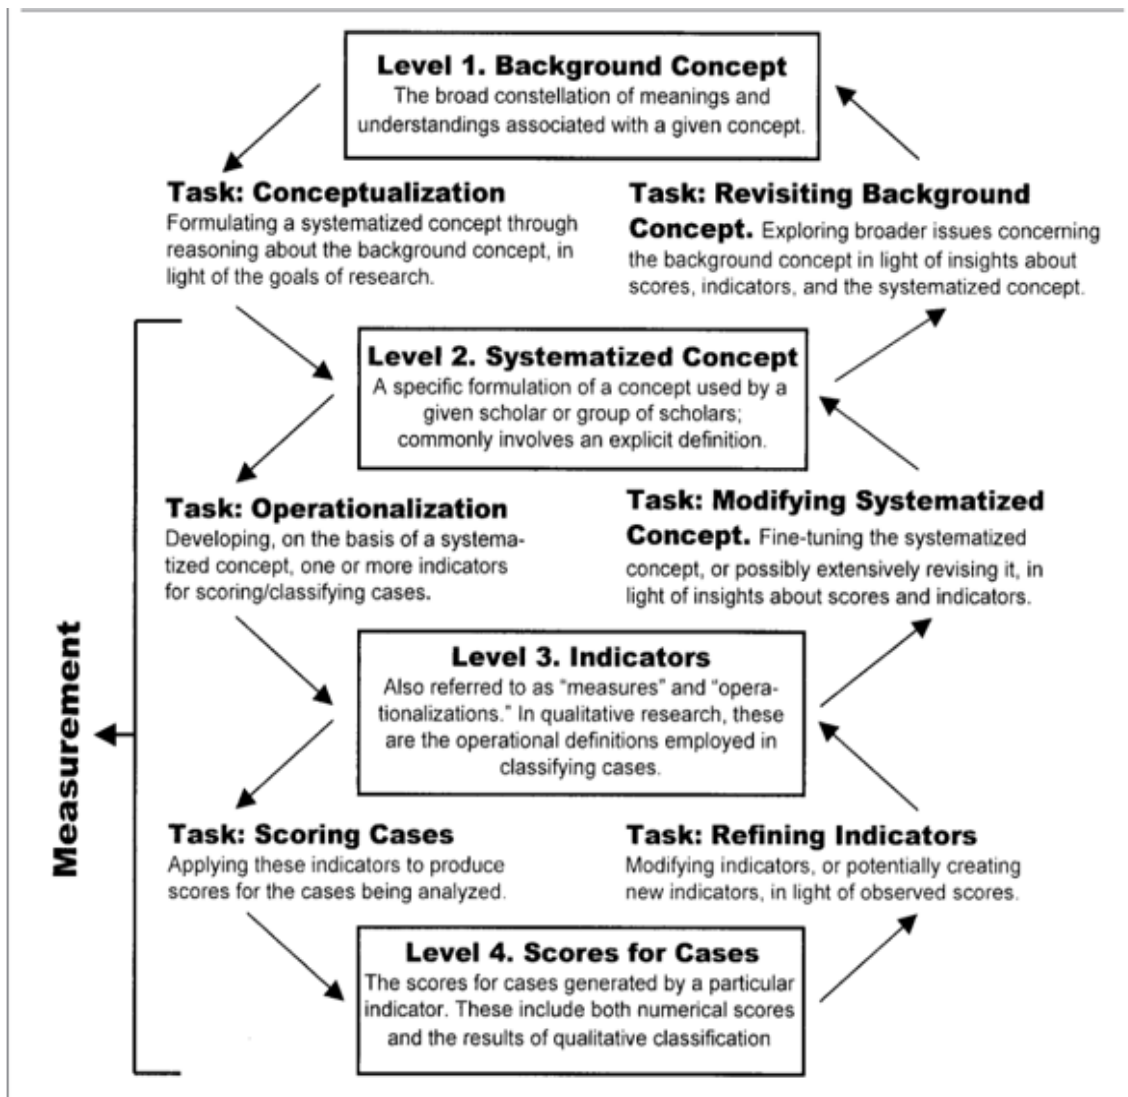 Level 1. Background Concept
The broad constellation of meanings and
understandings associated with a given concept.
Task: Conceptualization
Formulating a systematized concept through
reasoning about the background concept, in
light of the goals of research.
Task: Revisiting Background
Concept. Exploring broader issues concerning
the background concept in light of insights about
scores, indicators, and the systematized concept.
Level 2. Systematized Concept
A specific formulation of a concept used by a
given scholar or group of scholars;
commonly involves an explicit definition.
Task: Operationalization
Developing, on the basis of a systema-
tized concept, one or more indicators
for scoring/classifying cases.
Task: Modifying Systematized
Concept. Fine-tuning the systematized
concept, or possibly extensively revising it, in
light of insights about scores and indicators.
Measurement
Level 3. Indicators
Also referred to as “measures” and “opera-
tionalizations.” In qualitative research, these
are the operational definitions employed in
classifying cases.
Task: Scoring Cases
Applying these indicators to produce
scores for the cases being analyzed.
Task: Refining Indicators
Modifying indicators, or potentially creating
new indicators, in light of observed scores.
Level 4. Scores for Cases
The scores for cases generated by a particular
indicator. These include both numerical scores
and the results of qualitative classification